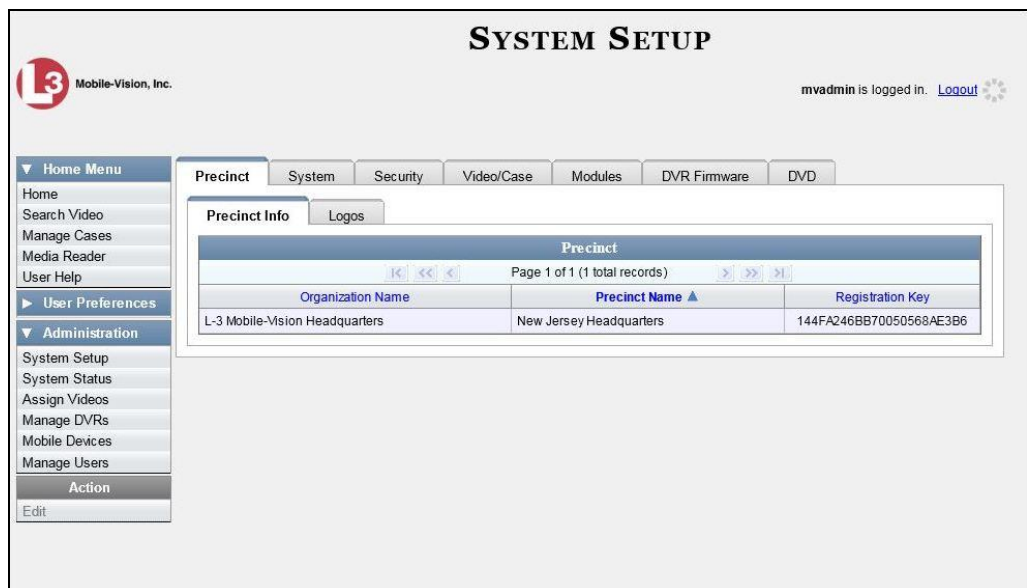 SYSTEM SETUP
L3 Mobile-Vision, Inc.
mvadmin is logged in. Logout
▼ Home Menu
Home
Search Video
Manage Cases
Media Reader
User Help
▶ User Preferences
▼ Administration
System Setup
System Status
Assign Videos
Manage DVRs
Mobile Devices
Manage Users
Action
Edit
Precinct System Security Video/Case Modules DVR Firmware DVD
Precinct Info Logos
Precinct
|< << < Page 1 of 1 (1 total records) > >> >|
Organization Name Precinct Name ▲ Registration Key
L-3 Mobile-Vision Headquarters New Jersey Headquarters 144FA246BB70050568AE3B6